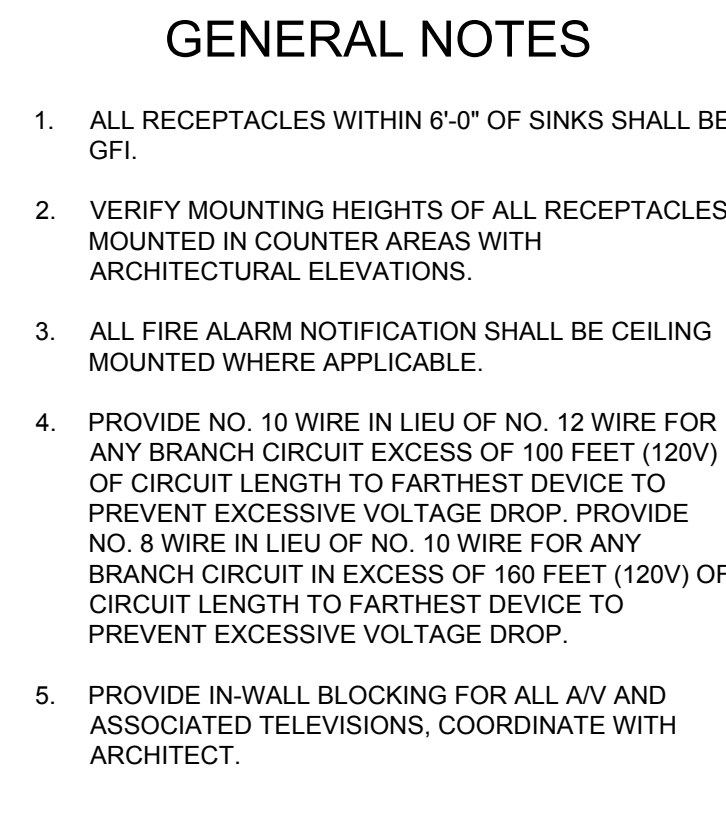 GENERAL NOTES
1. ALL RECEPTACLES WITHIN 6'-0" OF SINKS SHALL BE
GFI.
2. VERIFY MOUNTING HEIGHTS OF ALL RECEPTACLES
MOUNTED IN COUNTER AREAS WITH
ARCHITECTURAL ELEVATIONS.
3. ALL FIRE ALARM NOTIFICATION SHALL BE CEILING
MOUNTED WHERE APPLICABLE.
4. PROVIDE NO. 10 WIRE IN LIEU OF NO. 12 WIRE FOR
ANY BRANCH CIRCUIT EXCESS OF 100 FEET (120V)
OF CIRCUIT LENGTH TO FARTHEST DEVICE TO
PREVENT EXCESSIVE VOLTAGE DROP. PROVIDE
NO. 8 WIRE IN LIEU OF NO. 10 WIRE FOR ANY
BRANCH CIRCUIT IN EXCESS OF 160 FEET (120V) OF
CIRCUIT LENGTH TO FARTHEST DEVICE TO
PREVENT EXCESSIVE VOLTAGE DROP.
5. PROVIDE IN-WALL BLOCKING FOR ALL A/V AND
ASSOCIATED TELEVISIONS, COORDINATE WITH
ARCHITECT.